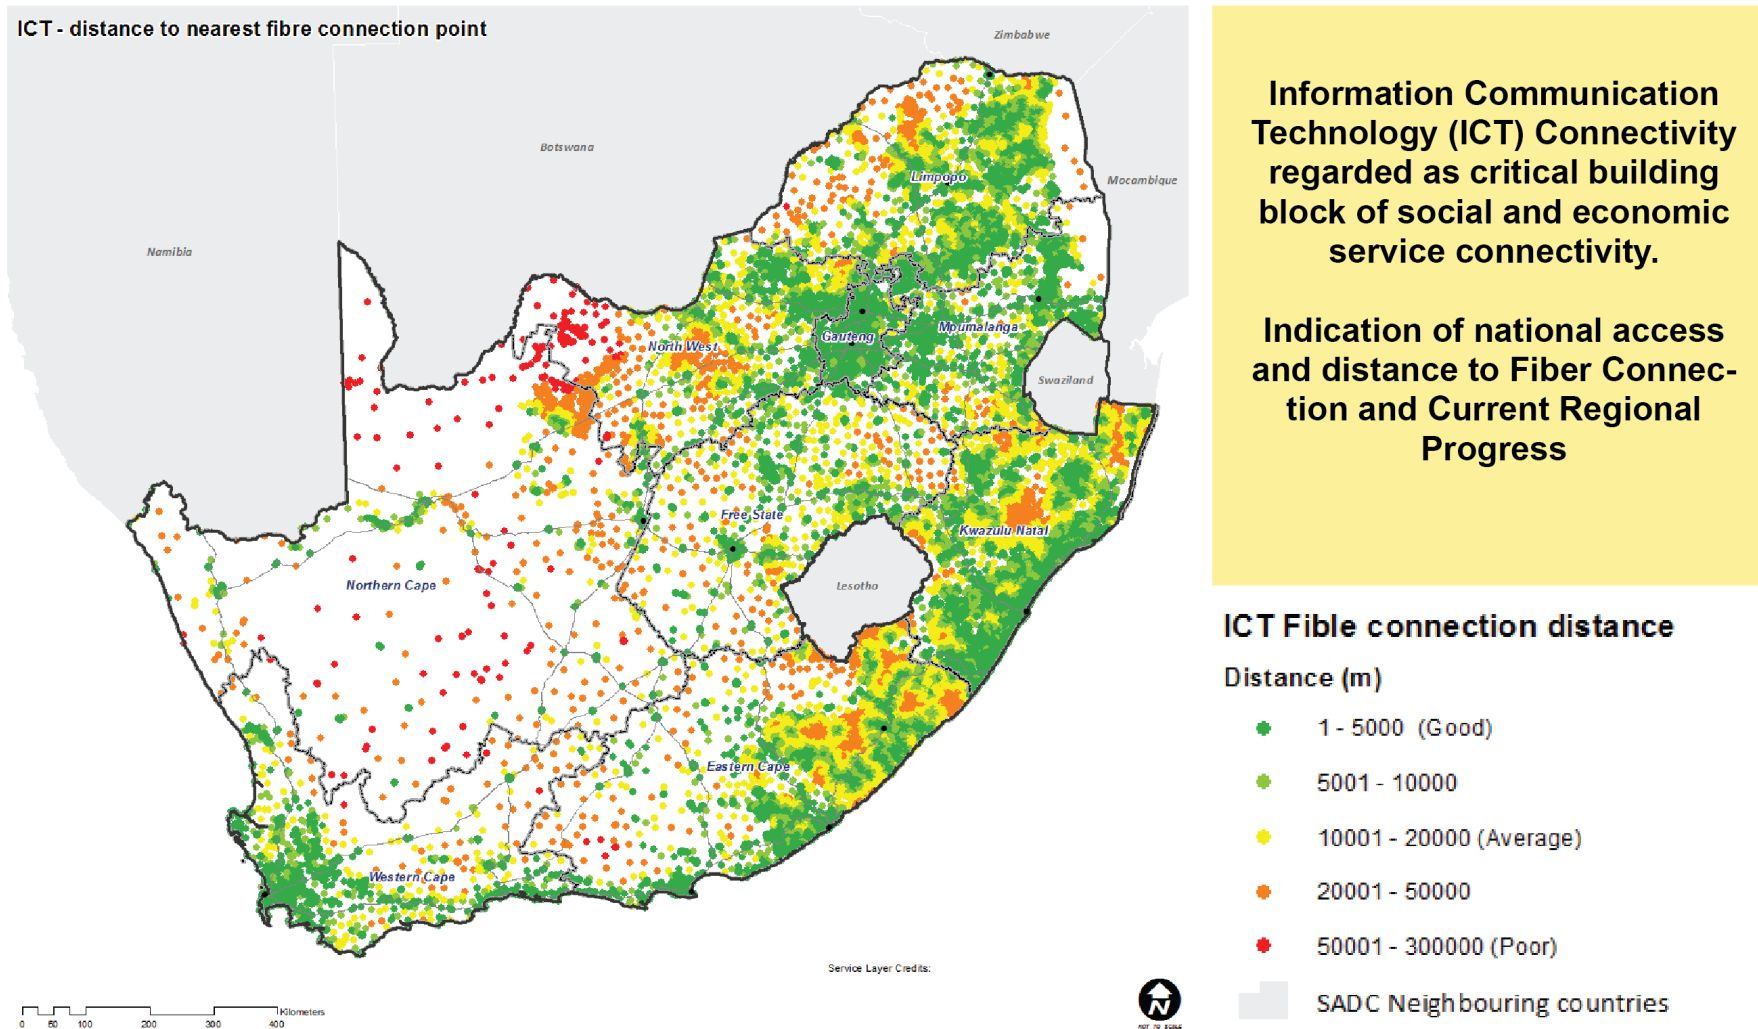 ICT - distance to nearest fibre connection point
Zimbabwe
Botswana
Mocambique
Limpopo
Namibia
North West
Gauteng
Mpumalanga
Swaziland
Free State
Kwazulu Natal
Northern Cape
Lesotho
Eastern Cape
Western Cape
Service Layer Credits:
Kilometers
0 50 100 200 300 400
N
NOT TO SCALE
Information Communication
Technology (ICT) Connectivity
regarded as critical building
block of social and economic
service connectivity.
Indication of national access
and distance to Fiber Connec-
tion and Current Regional
Progress
ICT Fible connection distance
Distance (m)
1 - 5000 (Good)
5001 - 10000
10001 - 20000 (Average)
20001 - 50000
50001 - 300000 (Poor)
SADC Neighbouring countries